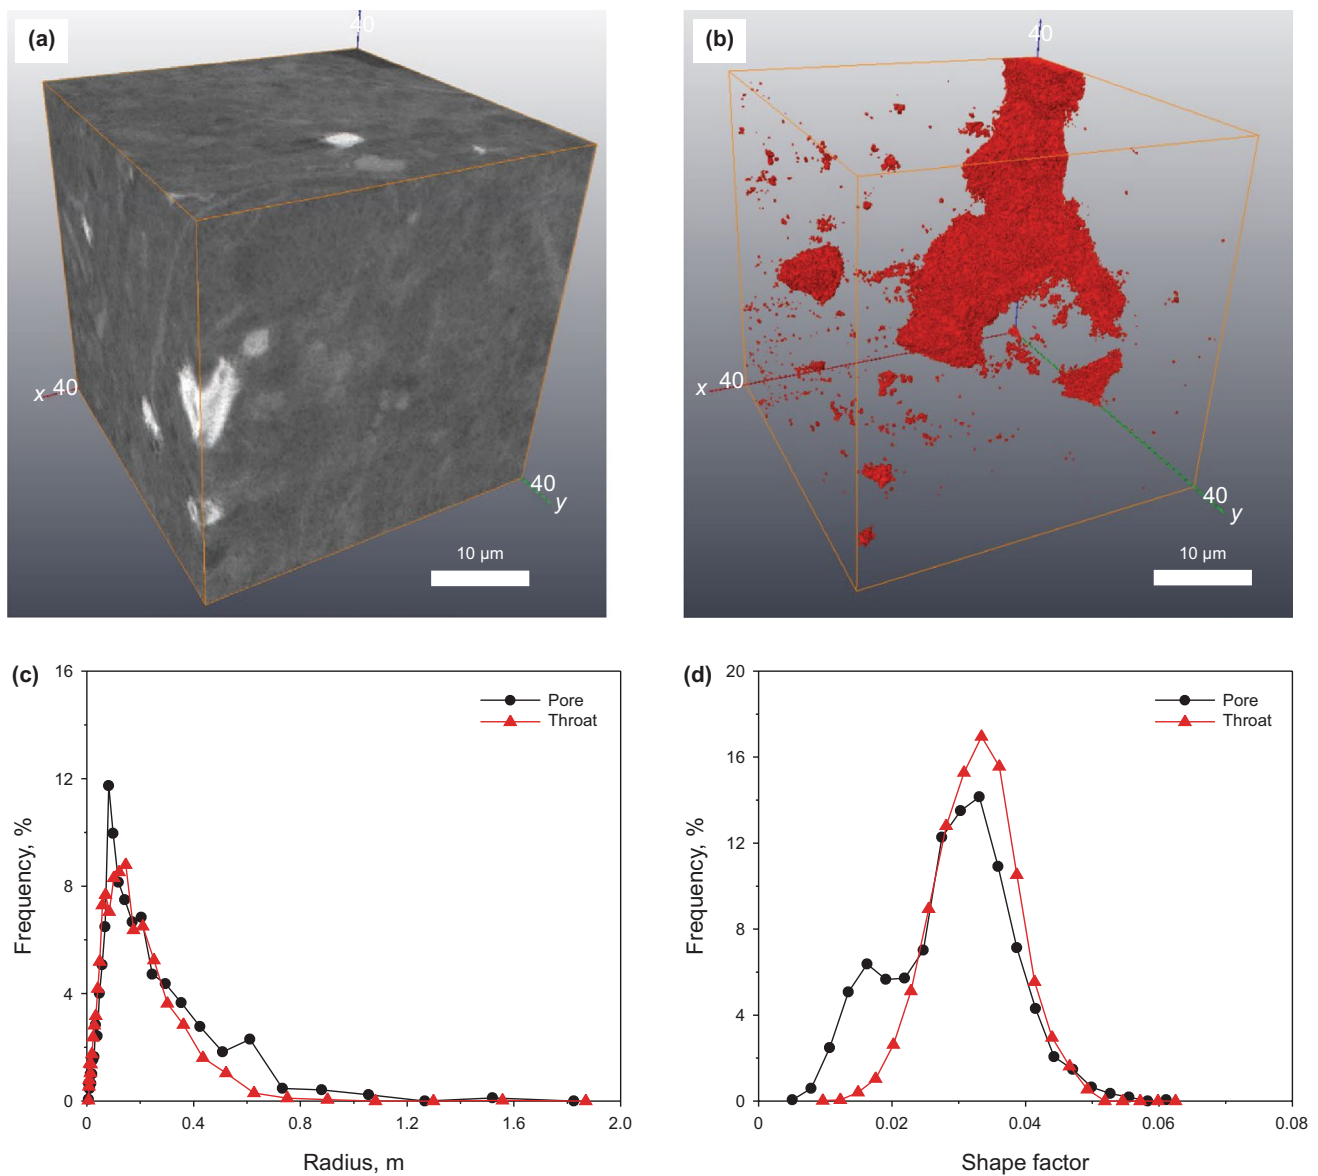 (a)
40
x 40
40
y
10 μm
(b)
40
x 40
40
y
10 μm
(c)
16
12
8
4
0
Frequency, %
Pore
Throat
0 0.4 0.8 1.2 1.6 2.0
Radius, m
(d)
20
16
12
8
4
0
Frequency, %
Pore
Throat
0 0.02 0.04 0.06 0.08
Shape factor